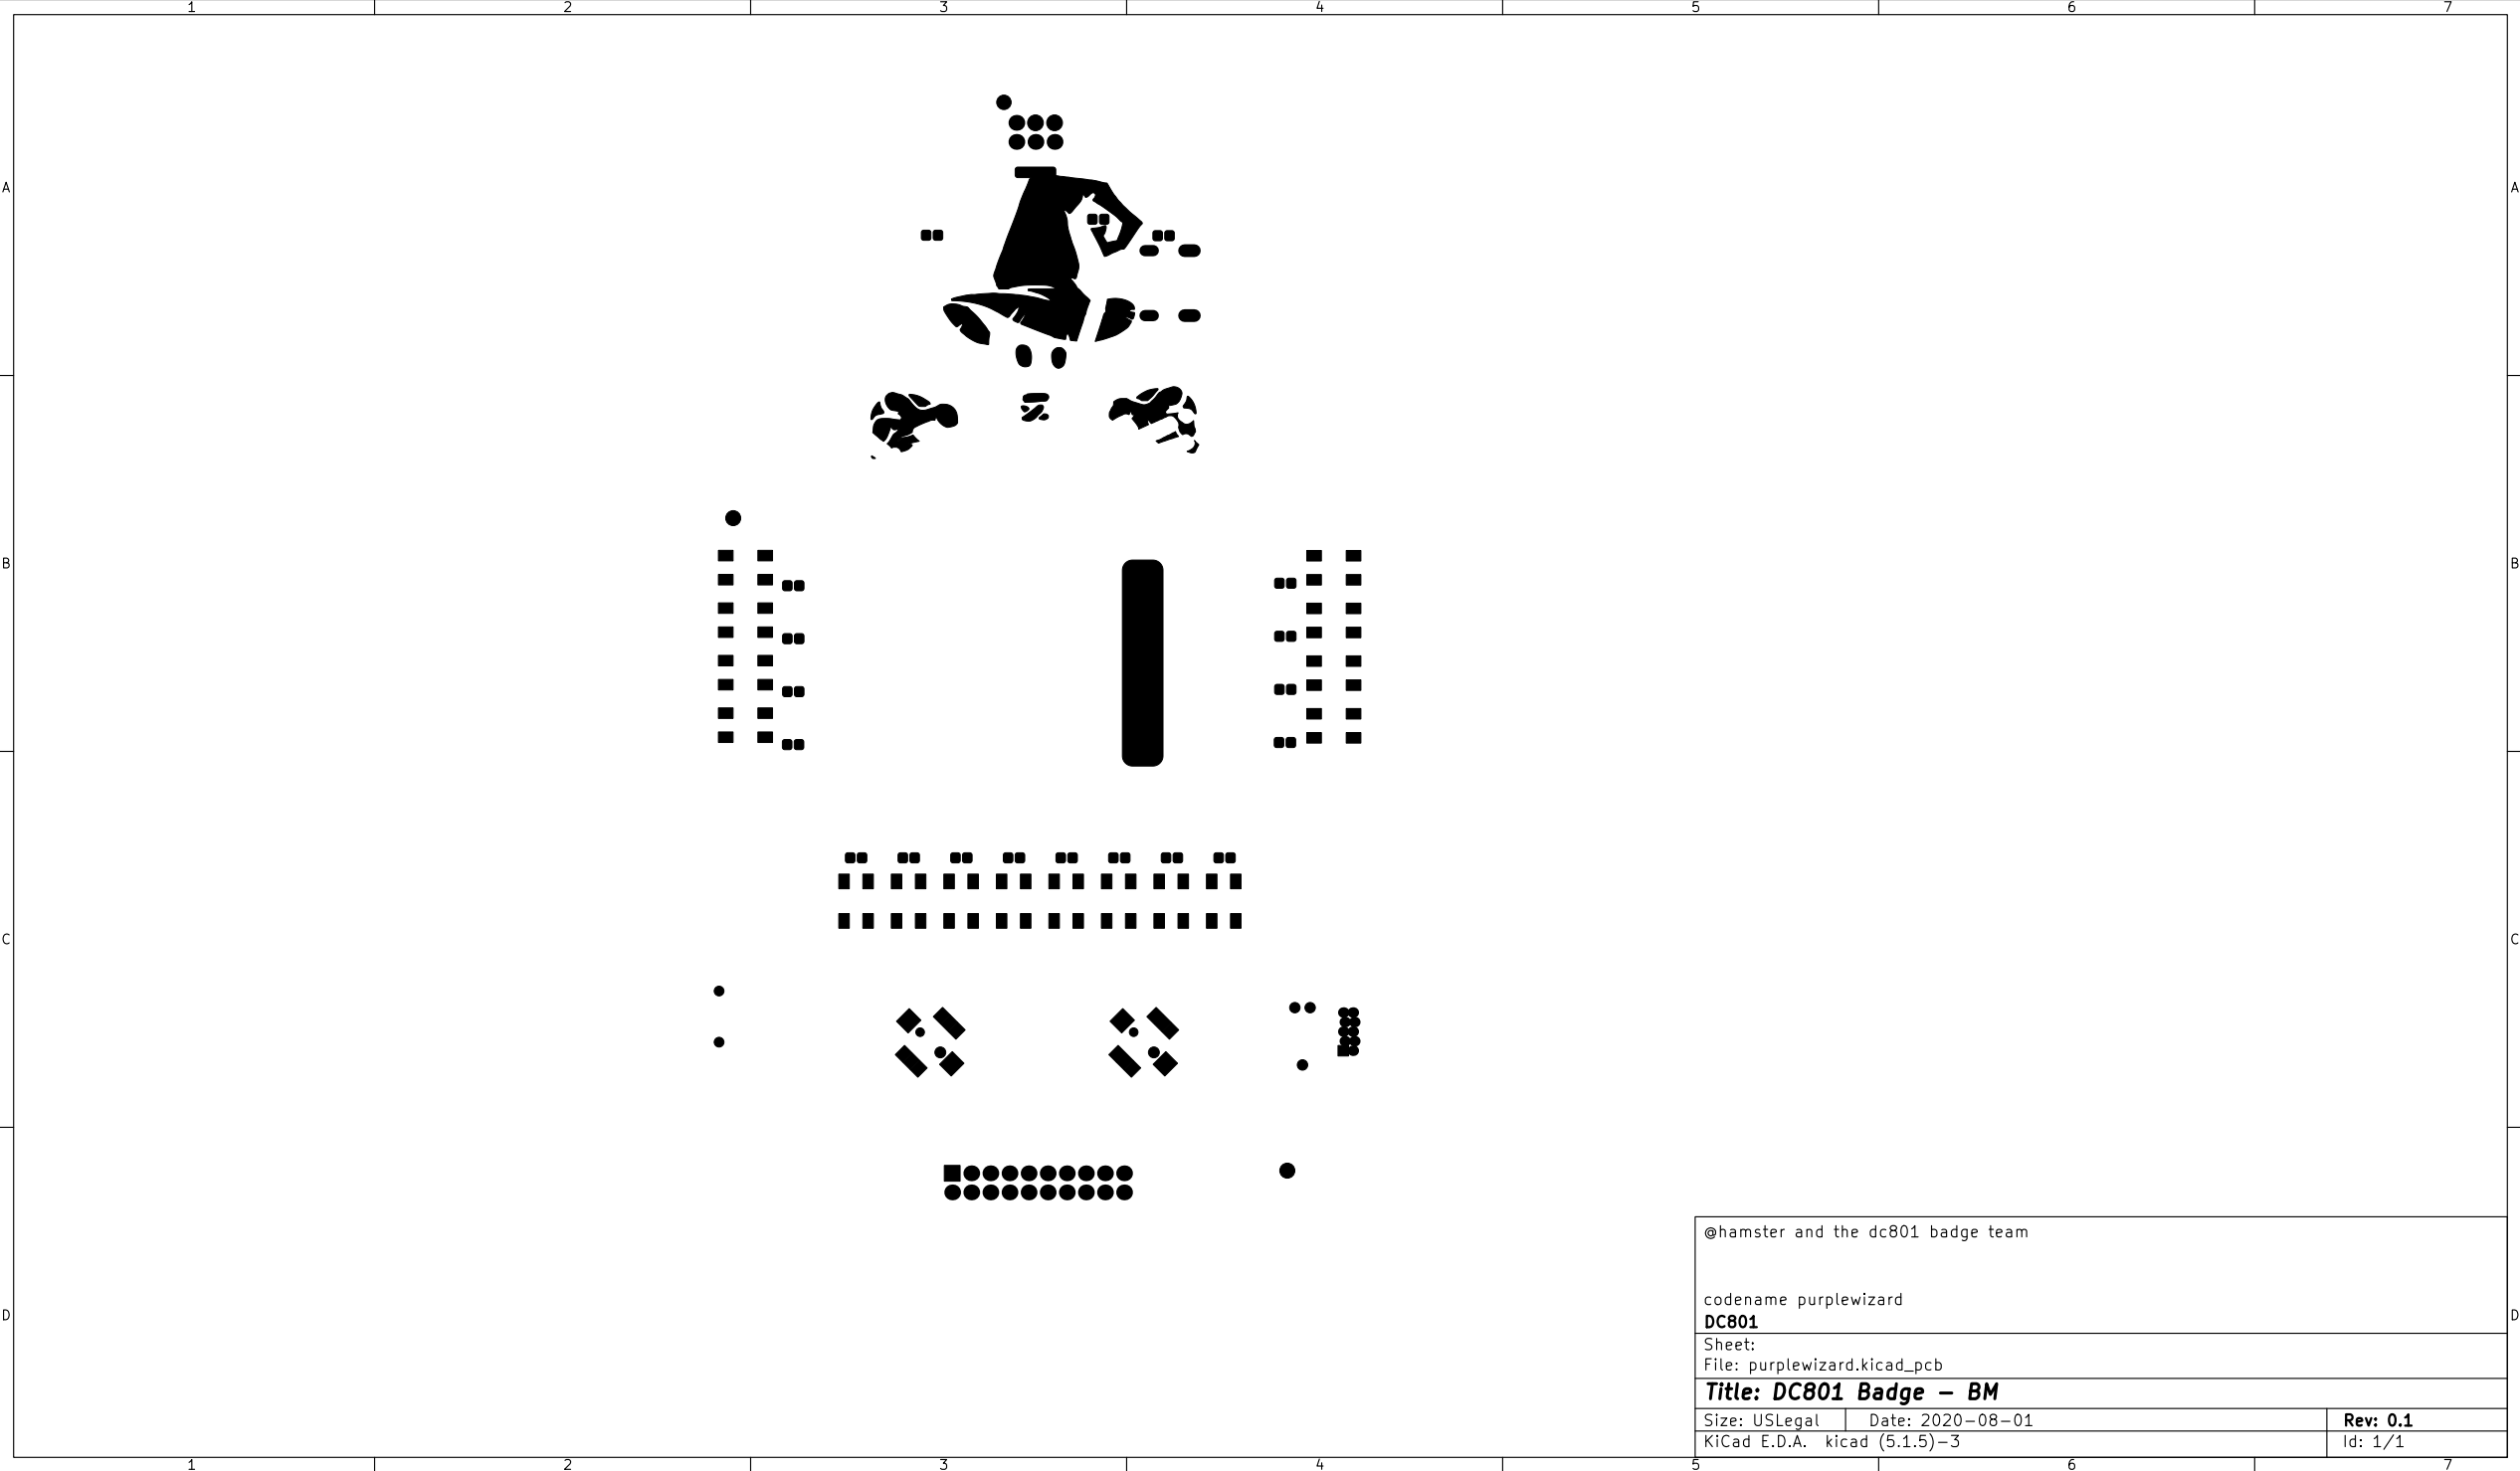 1 2 3 4 5 6 7
A A
B B
C C
D D
@hamster and the dc801 badge team
codename purplewizard
DC801
Sheet:
File: purplewizard.kicad_pcb
Title: DC801 Badge – BM
Size: USLegal Date: 2020-08-01 Rev: 0.1
KiCad E.D.A. kicad (5.1.5)-3 Id: 1/1
1 2 3 4 5 6 7